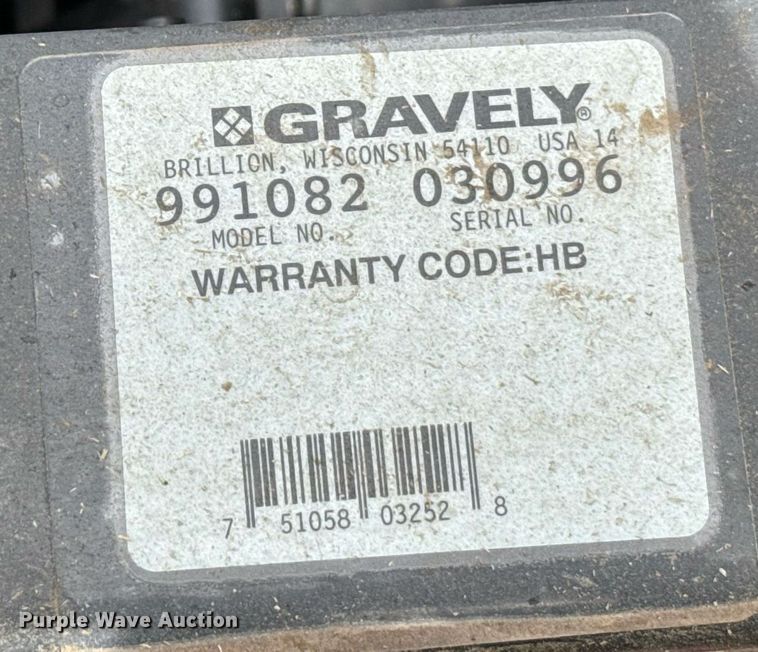 GRAVELY®
BRILLION, WISCONSIN 54110 USA 14
991082 030996
MODEL NO. SERIAL NO.
WARRANTY CODE:HB
7 51058 03252 8
Purple Wave Auction